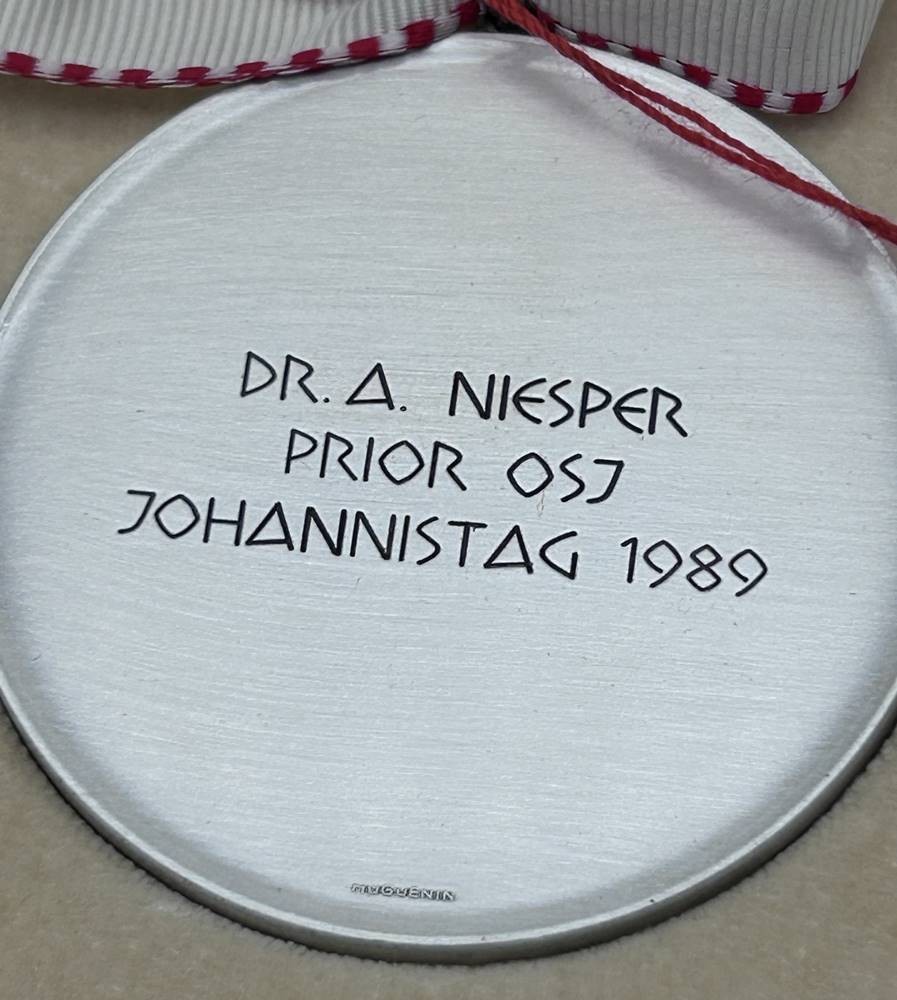 DR. A. NIESPER
PRIOR OSJ
JOHANNISTAG 1989
HUGUENIN